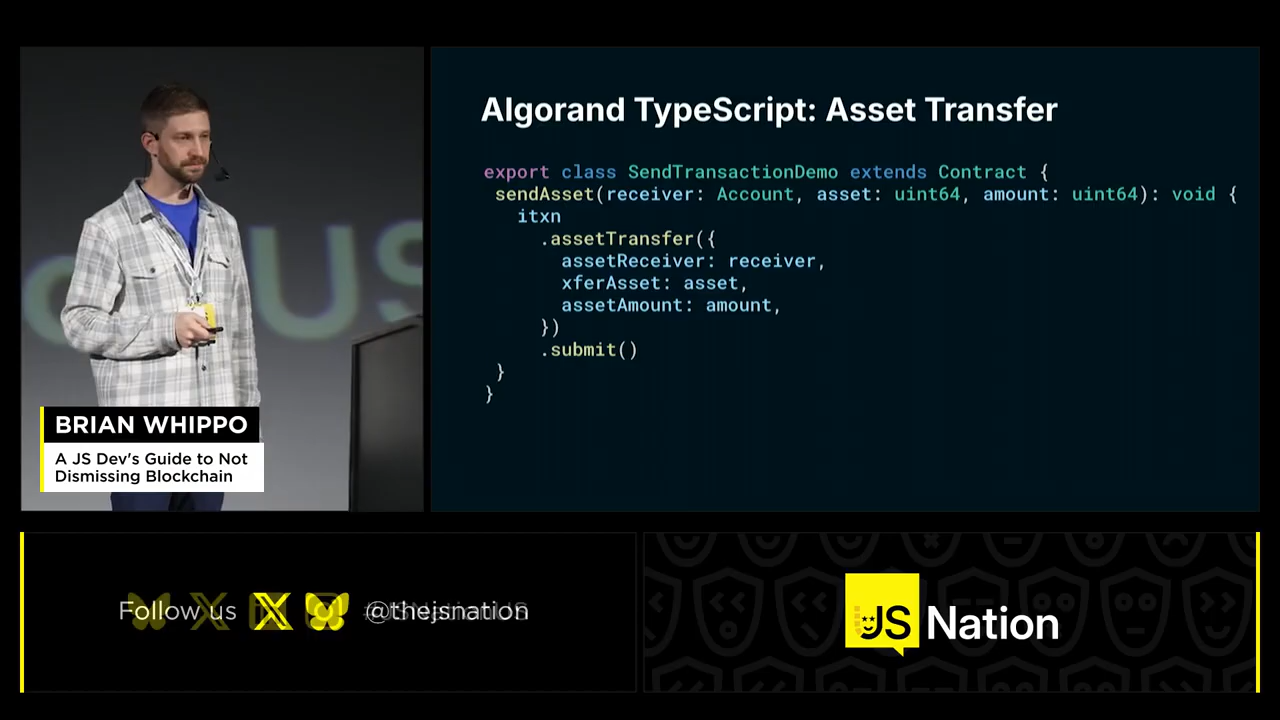 Algorand TypeScript: Asset Transfer
export class SendTransactionDemo extends Contract {
sendAsset(receiver: Account, asset: uint64, amount: uint64): void {
itxn
.assetTransfer({
assetReceiver: receiver,
xferAsset: asset,
assetAmount: amount,
})
.submit()
}
}
US
BRIAN WHIPPO
A JS Dev's Guide to Not
Dismissing Blockchain
Follow us @thejsnation
JS Nation